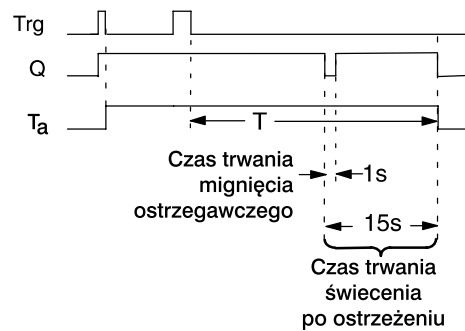 Trg
Q
Ta
T
Czas trwania
mignięcia
ostrzegawczego
1s
15s
Czas trwania
świecenia
po ostrzeżeniu